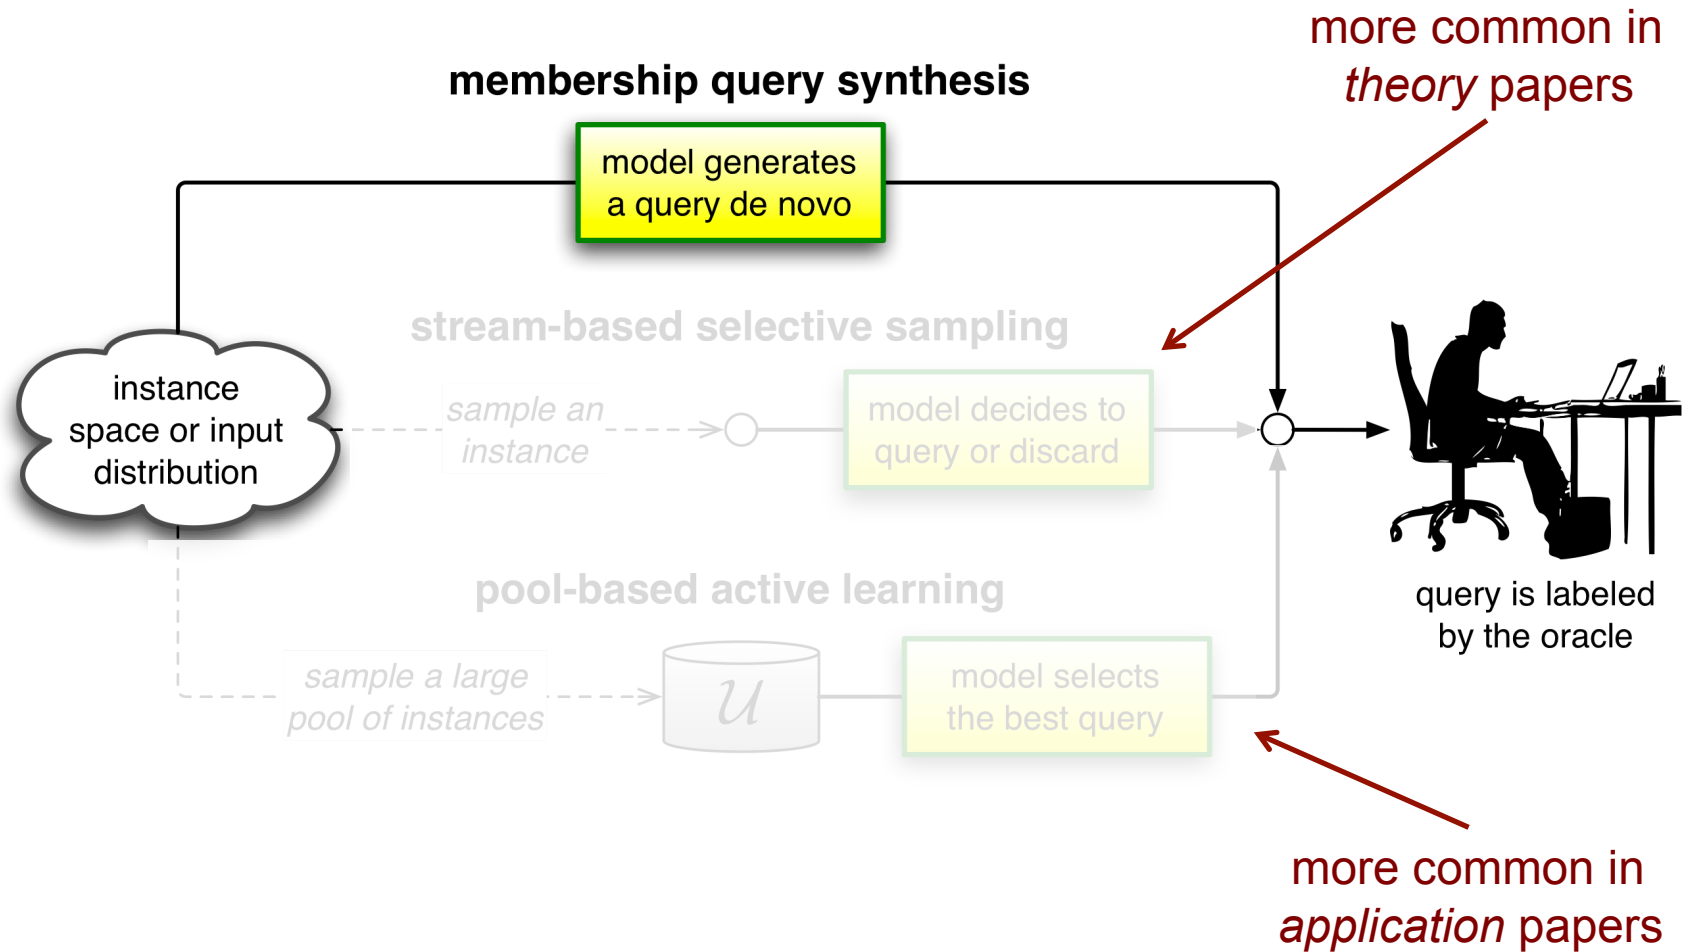 more common in
theory papers
membership query synthesis
model generates
a query de novo
stream-based selective sampling
instance
space or input
distribution
sample an
instance
model decides to
query or discard
query is labeled
by the oracle
pool-based active learning
sample a large
pool of instances
𝒰
model selects
the best query
more common in
application papers